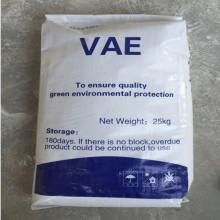 VAE
To ensure quality
green environmental protection
Net Weight: 25kg
Storage:
180days. If there is no block,overdue
product could be continued to use